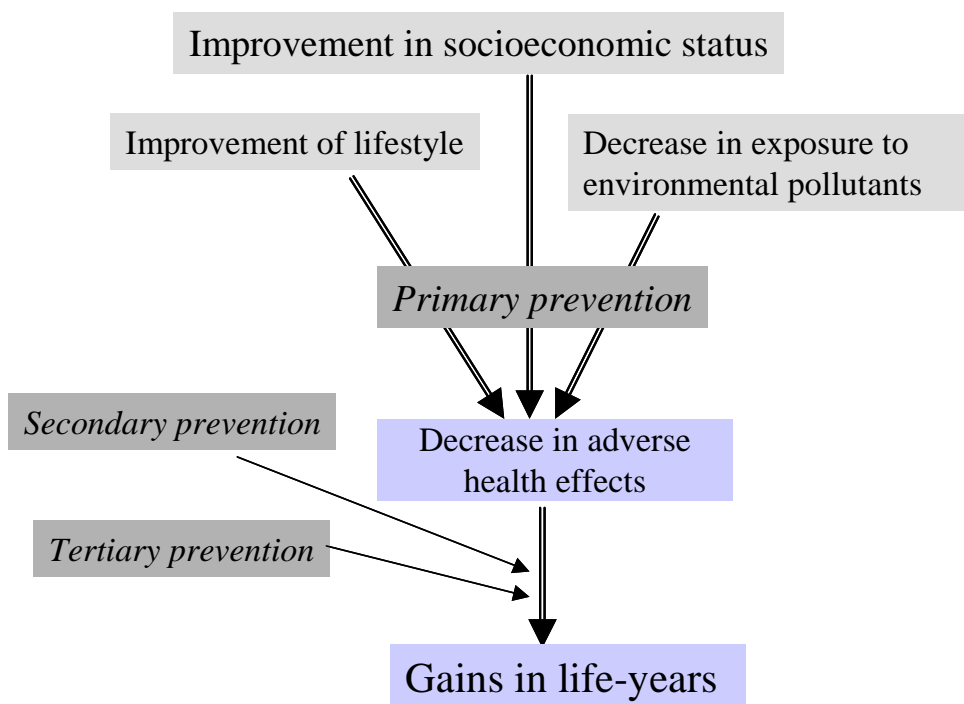 Improvement in socioeconomic status
Improvement of lifestyle
Decrease in exposure to
environmental pollutants
Primary prevention
Secondary prevention
Decrease in adverse
health effects
Tertiary prevention
Gains in life-years